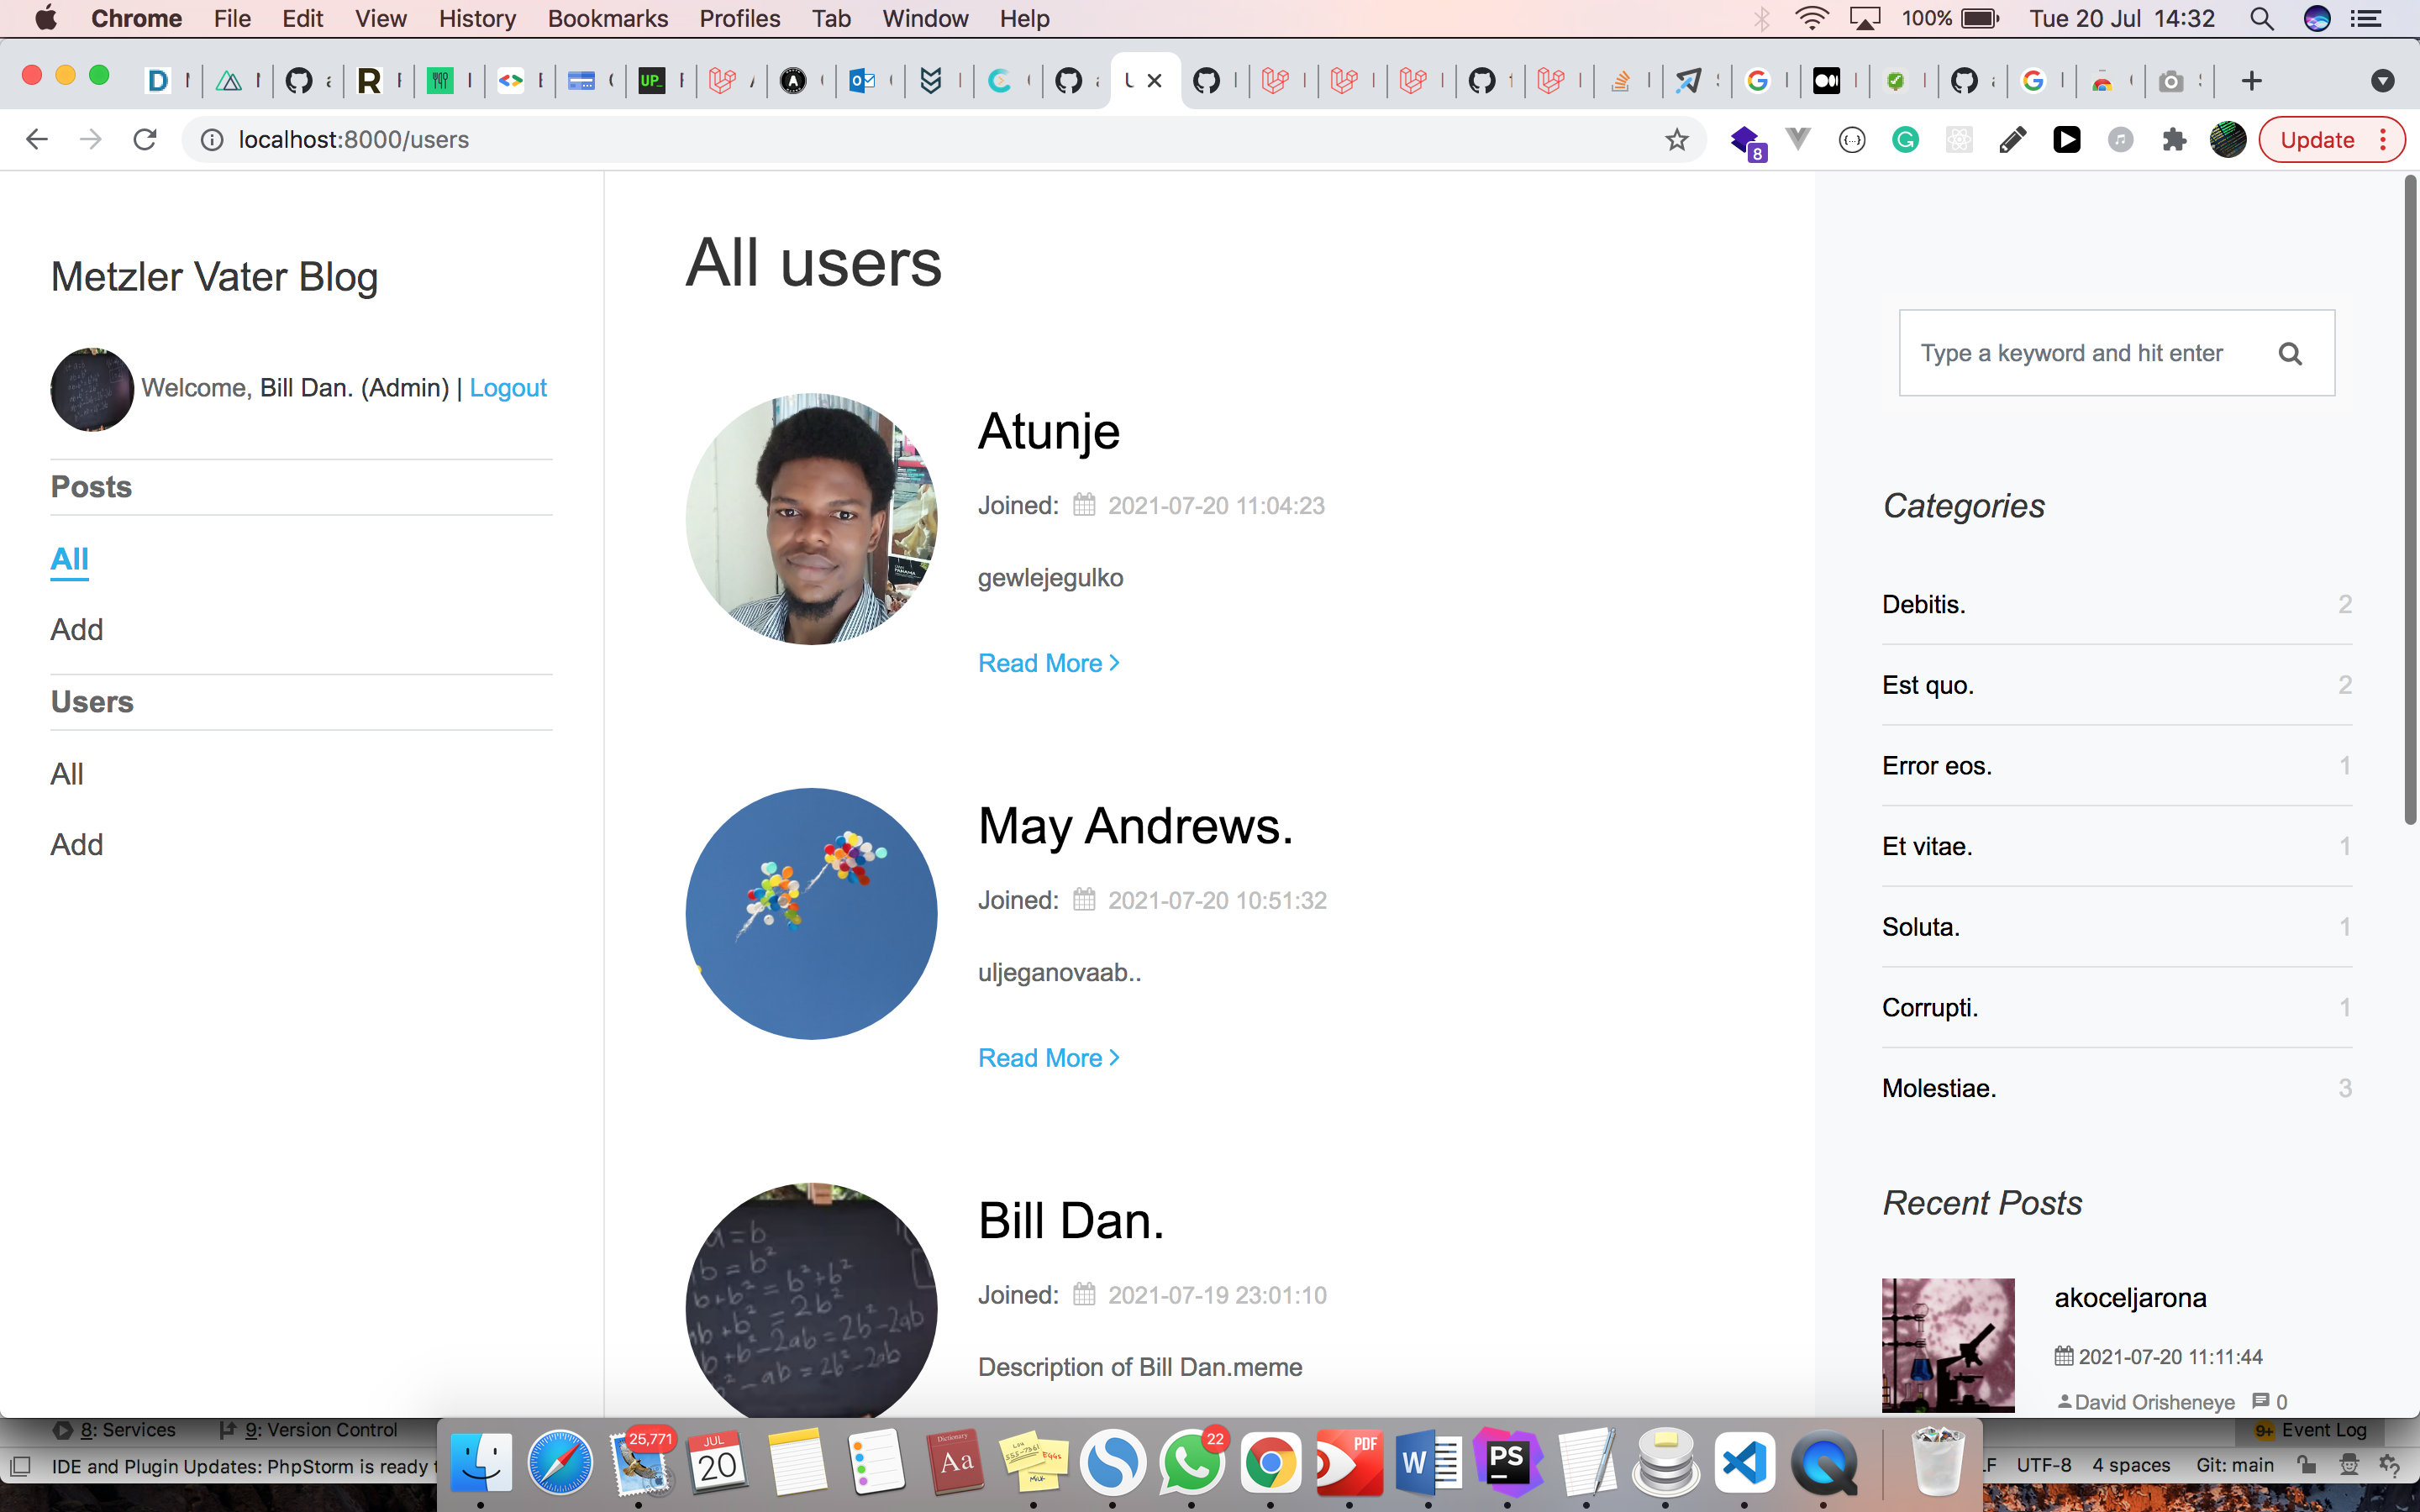 Chrome File Edit View History Bookmarks Profiles Tab Window Help 100% Tue 20 Jul 14:32
localhost:8000/users
8
Update
Metzler Vater Blog
Welcome, Bill Dan. (Admin) | Logout
Posts
All
Add
Users
All
Add
All users
Atunje
Joined: 2021-07-20 11:04:23
gewlejegulko
Read More
May Andrews.
Joined: 2021-07-20 10:51:32
uljeganovaab..
Read More
Bill Dan.
Joined: 2021-07-19 23:01:10
Description of Bill Dan.meme
Type a keyword and hit enter
Categories
Debitis. 2
Est quo. 2
Error eos. 1
Et vitae. 1
Soluta. 1
Corrupti. 1
Molestiae. 3
Recent Posts
akoceljarona
2021-07-20 11:11:44
David Orisheneye 0
8: Services 9: Version Control
9+ Event Log
IDE and Plugin Updates: PhpStorm is ready
UTF-8 4 spaces Git: main
25,771
JUL
20
Dictionary
Aa
22
PDF
W
PS